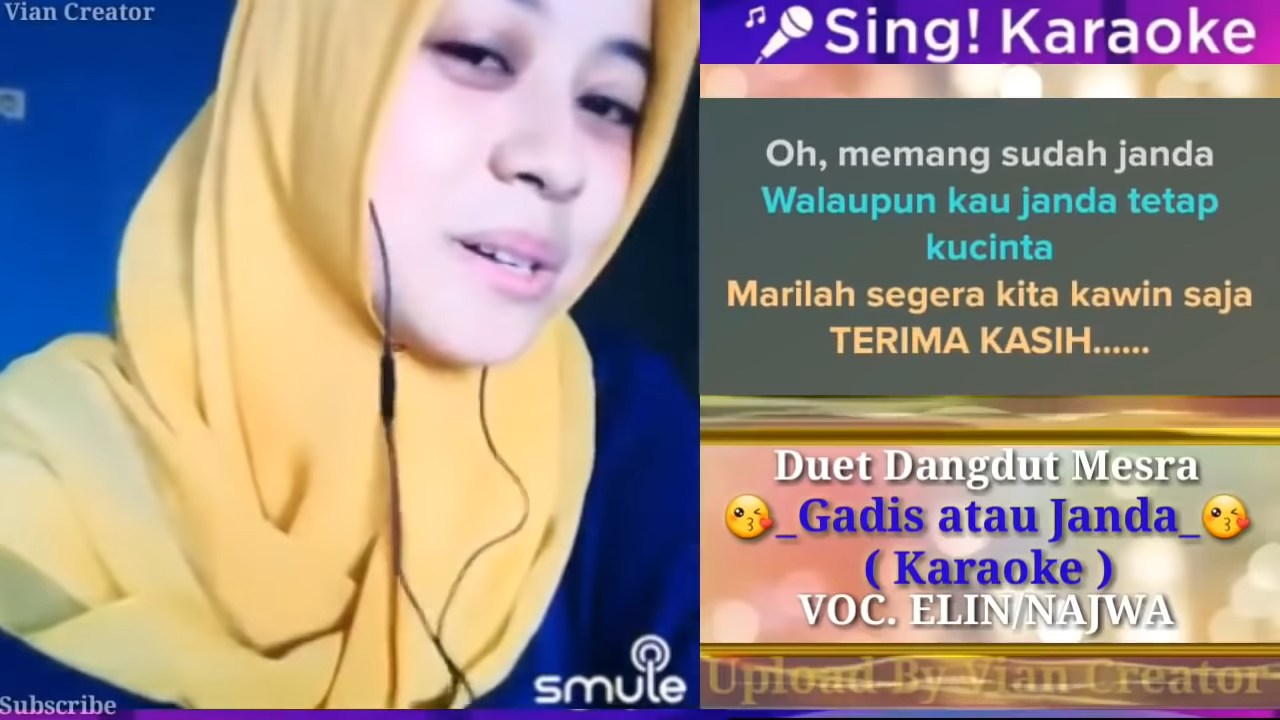 Vian Creator
Sing! Karaoke
Oh, memang sudah janda
Walaupun kau janda tetap
kucinta
Marilah segera kita kawin saja
TERIMA KASIH......
Duet Dangdut Mesra
_Gadis atau Janda_
( Karaoke )
VOC. ELIN/NAJWA
smule
Upload By Vian Creator
Subscribe